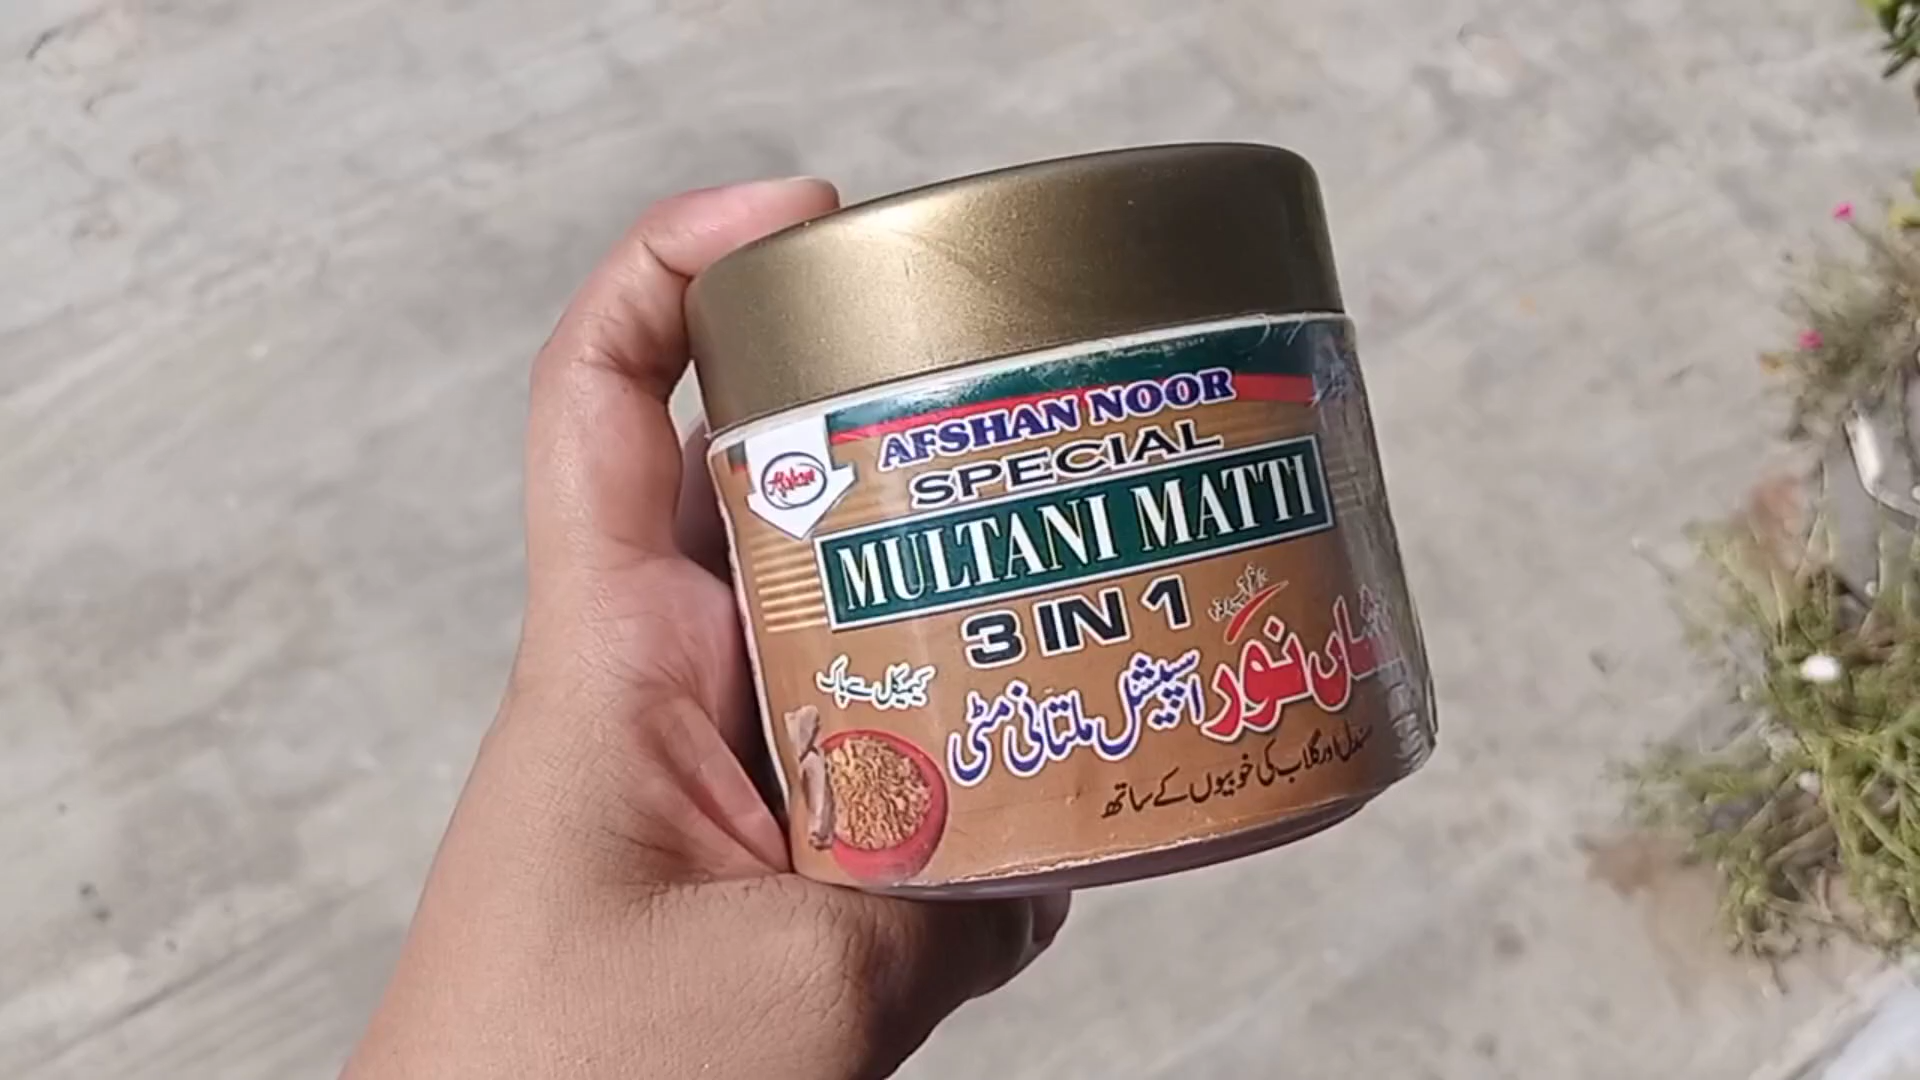 AFSHAN NOOR
SPECIAL
MULTANI MATTI
3 IN 1
نور
اسپیشل ملتانی مٹی
کیمیکل سے پاک
صندل اور گلاب کی خوبیوں کے ساتھ